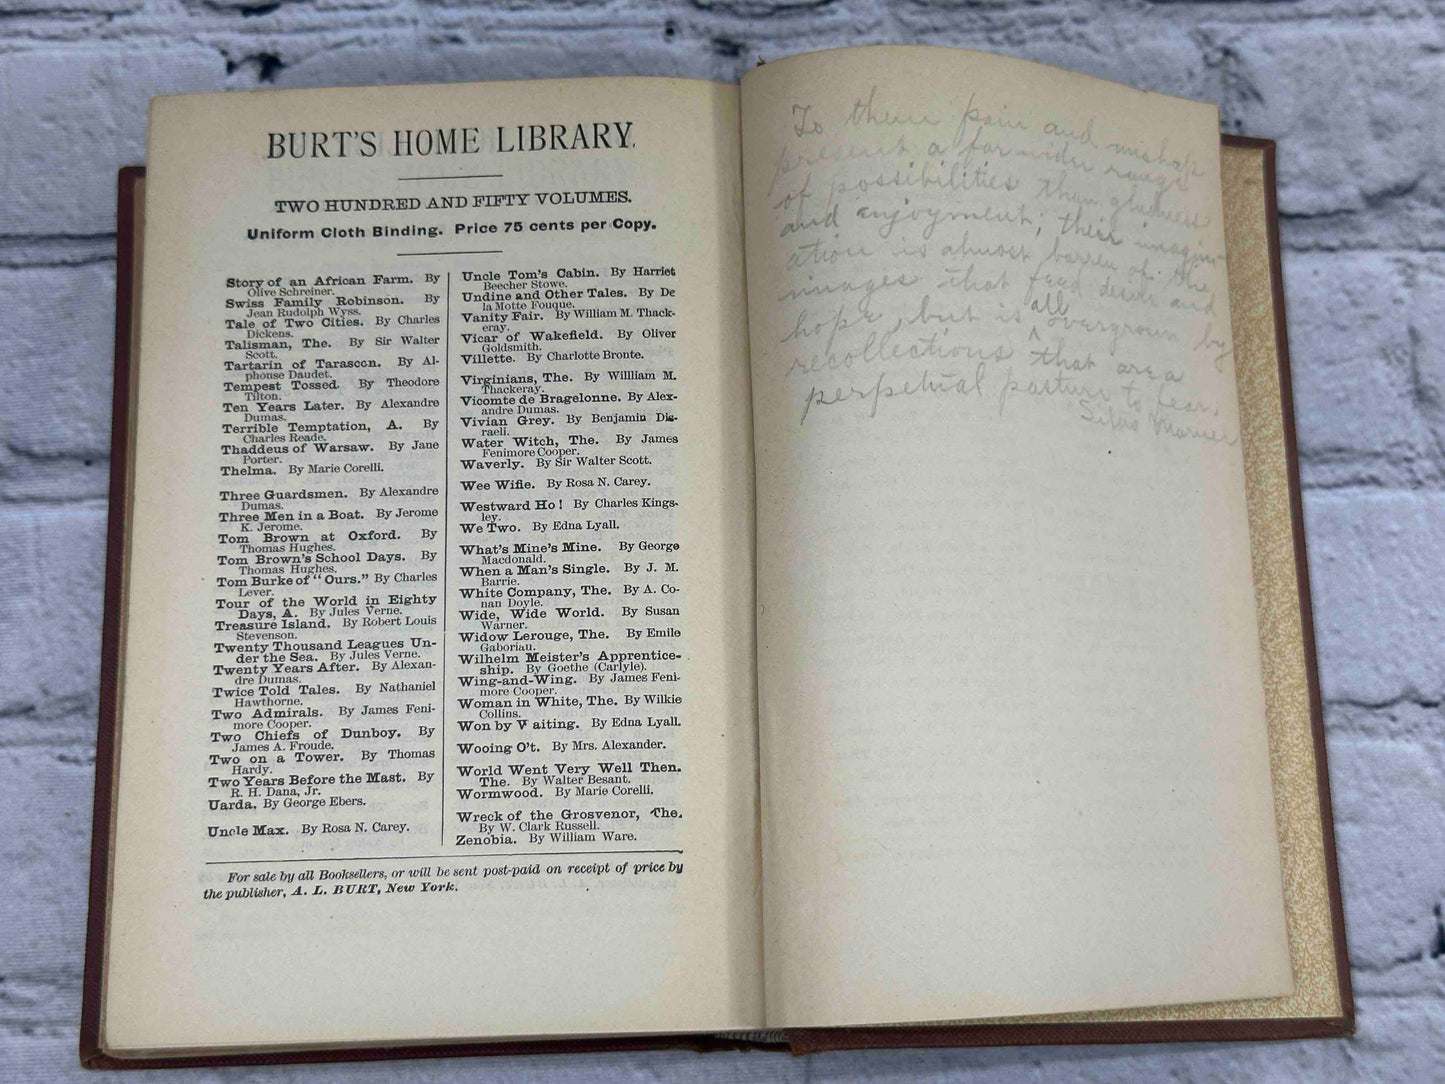 BURT'S HOME LIBRARY.
TWO HUNDRED AND FIFTY VOLUMES.
Uniform Cloth Binding. Price 75 cents per Copy.
Story of an African Farm. By
Olive Schreiner.
Swiss Family Robinson. By
Jean Rudolph Wyss.
Tale of Two Cities. By Charles
Dickens.
Talisman, The. By Sir Walter
Scott.
Tartarin of Tarascon. By Al-
phonse Daudet.
Tempest Tossed. By Theodore
Tilton.
Ten Years Later. By Alexandre
Dumas.
Terrible Temptation, A. By
Charles Reade.
Thaddeus of Warsaw. By Jane
Porter.
Thelma. By Marie Corelli.
Three Guardsmen. By Alexandre
Dumas.
Three Men in a Boat. By Jerome
K. Jerome.
Tom Brown at Oxford. By
Thomas Hughes.
Tom Brown's School Days. By
Thomas Hughes.
Tom Burke of "Ours." By Charles
Lever.
Tour of the World in Eighty
Days, A. By Jules Verne.
Treasure Island. By Robert Louis
Stevenson.
Twenty Thousand Leagues Un-
der the Sea. By Jules Verne.
Twenty Years After. By Alexan-
dre Dumas.
Twice Told Tales. By Nathaniel
Hawthorne.
Two Admirals. By James Feni-
more Cooper.
Two Chiefs of Dunboy. By
James A. Froude.
Two on a Tower. By Thomas
Hardy.
Two Years Before the Mast. By
R. H. Dana, Jr.
Uarda. By George Ebers.
Uncle Max. By Rosa N. Carey.
Uncle Tom's Cabin. By Harriet
Beecher Stowe.
Undine and Other Tales. By De
la Motte Fouque.
Vanity Fair. By William M. Thack-
eray.
Vicar of Wakefield. By Oliver
Goldsmith.
Villette. By Charlotte Bronte.
Virginians, The. By Willliam M.
Thackeray.
Vicomte de Bragelonne. By Alex-
andre Dumas.
Vivian Grey. By Benjamin Dis-
raeli.
Water Witch, The. By James
Fenimore Cooper.
Waverly. By Sir Walter Scott.
Wee Wifie. By Rosa N. Carey.
Westward Ho! By Charles Kings-
ley.
We Two. By Edna Lyall.
What's Mine's Mine. By George
Macdonald.
When a Man's Single. By J. M.
Barrie.
White Company, The. By A. Co-
nan Doyle.
Wide, Wide World. By Susan
Warner.
Widow Lerouge, The. By Emile
Gaboriau.
Wilhelm Meister's Apprentice-
ship. By Goethe (Carlyle).
Wing-and-Wing. By James Feni-
more Cooper.
Woman in White, The. By Wilkie
Collins.
Won by Waiting. By Edna Lyall.
Wooing O't. By Mrs. Alexander.
World Went Very Well Then.
The. By Walter Besant.
Wormwood. By Marie Corelli.
Wreck of the Grosvenor, The.
By W. Clark Russell.
Zenobia. By William Ware.
For sale by all Booksellers, or will be sent post-paid on receipt of price by
the publisher, A. L. BURT, New York.
To them pain and mishap
present a far wider range
of possibilities than gladness
and enjoyment; their imagin-
ation is almost barren of the
images that feed desire and
hope, but is all overgrown by
recollections that are a
perpetual pasture to fear.
Silas Marner